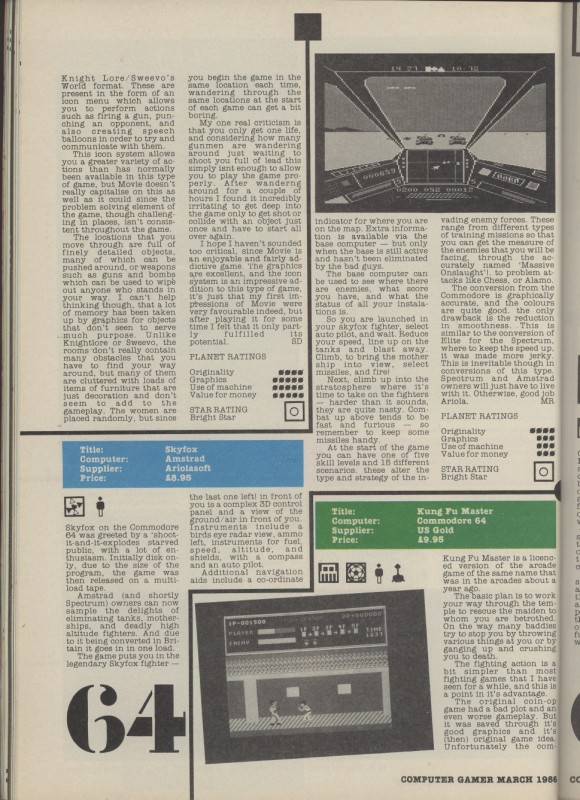 Knight Lore/Sweevo's
World format. These are
present in the form of an
icon menu which allows
you to perform actions
such as firing a gun, pun-
ching an opponent, and
also creating speech
balloons in order to try and
communicate with them.
This icon system allows
you a greater variety of ac-
tions than has normally
been available in this type
of game, but Movie doesn't
really capitalise on this as
well as it could since the
problem solving element of
the game, though challeng-
ing in places, isn't consis-
tent throughout the game.
The locations that you
move through are full of
finely detailed objects,
many of which can be
pushed around, or weapons
such as guns and bombs
which can be used to wipe
out anyone who stands in
your way. I can't help
thinking though, that a lot
of memory has been taken
up by graphics for objects
that don't seem to serve
much purpose. Unlike
Knightlore or Sweevo, the
rooms don't really contain
many obstacles that you
have to find your way
around, but many of them
are cluttered with loads of
items of furniture that are
just decoration and don't
seem to add to the
gameplay. The women are
placed randomly, but since
you begin the game in the
same location each time,
wandering through the
same locations at the start
of each game can get a bit
boring.
My one real criticism is
that you only get one life,
and considering how many
gunmen are wandering
around just waiting to
shoot you full of lead this
simply isnt enough to allow
you to play the game pro-
perly. After wandering
around for a couple of
hours I found it incredibly
irritating to get deep into
the game only to get shot or
collide with an object just
once and have to start all
over again.
I hope I haven't sounded
too critical, since Movie is
an enjoyable and fairly ad-
dictive game. The graphics
are excellent, and the icon
system is an impressive ad-
dition to this type of game,
it's just that my first im-
pressions of Movie were
very favourable indeed, but
after playing it for some
time I felt that it only part-
ly fulfilled its
potential. SD
PLANET RATINGS
Originality
Graphics
Use of machine
Value for money
STAR RATING
Bright Star
Title: Skyfox
Computer: Amstrad
Supplier: Ariolasoft
Price: £8.95
Skyfox on the Commodore
64 was greeted by a 'shoot-
it-and-it-explodes starved
public, with a lot of en-
thusiasm. Initially disk on-
ly, due to the size of the
program, the game was
then released on a multi-
load tape.
Amstrad (and shortly
Spectrum) owners can now
sample the delights of
eliminating tanks, mother-
ships, and deadly high
altitude fighters. And due
to it being converted in Bri-
tain it goes in in one load.
The game puts you in the
legendary Skyfox fighter —
the last one left! in front of
you is a complex 3D control
panel and a view of the
ground/air in front of you.
Instruments include a
birds eye radar view, ammo
left, instruments for fuel,
speed, altitude, and
shields, with a compass
and an auto pilot.
Additional navigation
aids include a co-ordinate
indicator for where you are
on the map. Extra informa-
tion is available via the
base computer — but only
when the base is still active
and hasn't been eliminated
by the bad guys.
The base computer can
be used to see where there
are enemies, what score
you have, and what the
status of all your instala-
tions is.
So you are launched in
your skyfox fighter, select
auto pilot, and wait. Reduce
your speed, line up on the
tanks and blast away.
Climb, to bring the mother
ship into view, select
missiles, and fire!
Next, climb up into the
stratosphere where it's
time to take on the fighters
— harder than it sounds,
they are quite nasty. Com-
bat up above tends to be
fast and furious — so
remember to keep some
missiles handy.
At the start of the game
you can have one of five
skill levels and 15 different
scenarios. these alter the
type and strategy of the in-
vading enemy forces. These
range from different types
of training missions so that
you can get the measure of
the enemies that you will be
facing, through the ac-
curately named 'Massive
Onslaught'!, to problem at-
tacks like Chess, or Alamo.
The conversion from the
Commodore is graphically
accurate, and the colours
are quite good, the only
drawback is the reduction
in smoothness. This is
similar to the conversion of
Elite for the Spectrum,
where to keep the speed up,
it was made more jerky.
This is inevitable though in
conversions of this type.
Spectrum and Amstrad
owners will just have to live
with it. Otherwise, good job
Ariola. MR
PLANET RATINGS
Originality
Graphics
Use of machine
Value for money
STAR RATING
Bright Star
Title: Kung Fu Master
Computer: Commodore 64
Supplier: US Gold
Price: £9.95
1P-001500
PLAYER
ENEMY
1F 2F 3F 4F 5F
TIME
Kung Fu Master is a licenc-
ed version of the arcade
game of the same name that
was in the arcades about a
year ago.
The basic plan is to work
your way through the tem-
ple to rescue the maiden to
whom you are betrothed.
On the way many baddies
try to stop you by throwing
various things at you or by
ganging up and crushing
you to death.
The fighting action is a
bit simpler than most
fighting games that I have
seen for a while, and this is
a point in it's advantage.
The original coin-op
game had a bad plot and an
even worse gameplay. But
it was saved through it's
good graphics and it's
(then) original game idea.
Unfortunately the com-
64
COMPUTER GAMER MARCH 1986